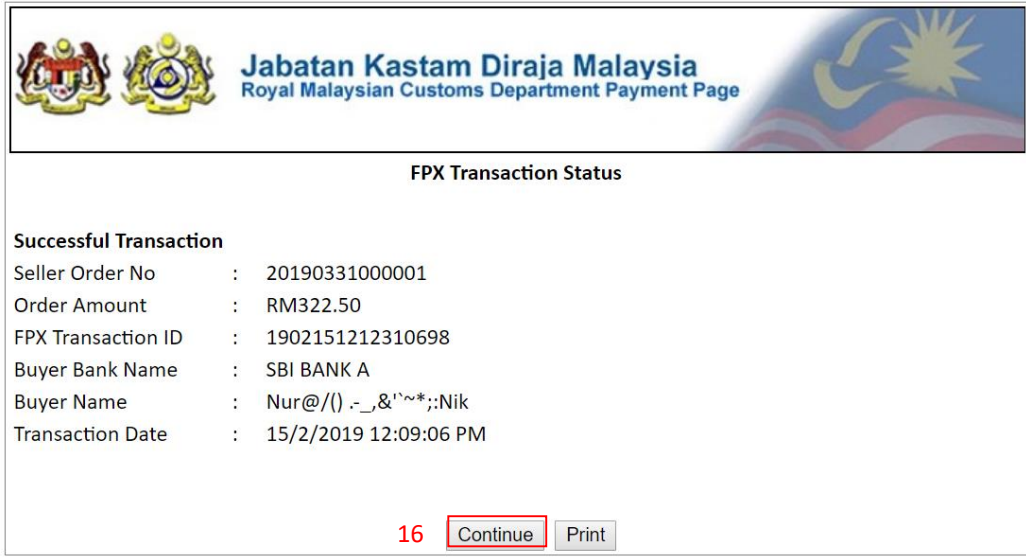 Jabatan Kastam Diraja Malaysia
Royal Malaysian Customs Department Payment Page
FPX Transaction Status
Successful Transaction
Seller Order No : 20190331000001
Order Amount : RM322.50
FPX Transaction ID : 1902151212310698
Buyer Bank Name : SBI BANK A
Buyer Name : Nur@/() .-_,&'`~*;:Nik
Transaction Date : 15/2/2019 12:09:06 PM
16 Continue Print